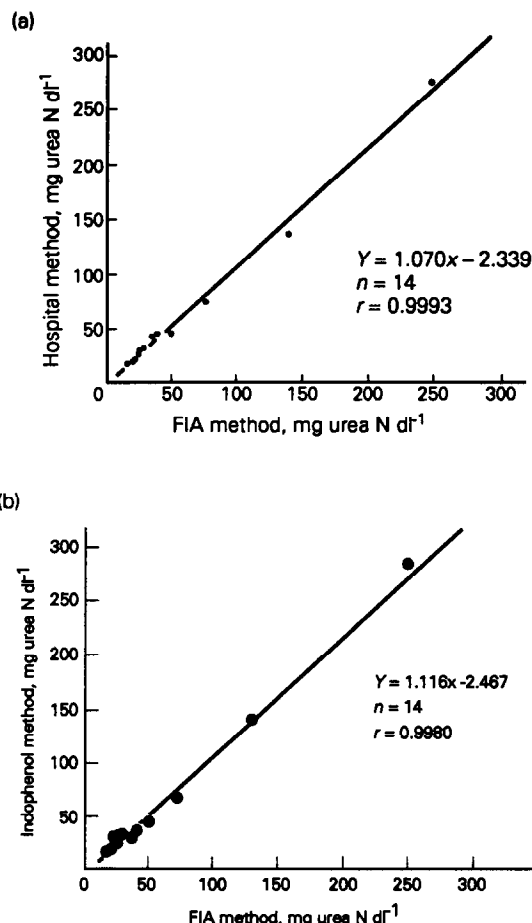 (a)
Hospital method, mg urea N dl⁻¹
300
250
200
150
100
50
0
50
100
150
200
250
300
Y = 1.070x − 2.339
n = 14
r = 0.9993
FIA method, mg urea N dl⁻¹
(b)
Indophenol method, mg urea N dl⁻¹
300
250
200
150
100
50
0
50
100
150
200
250
300
Y = 1.116x -2.467
n = 14
r = 0.9980
FIA method, mg urea N dl⁻¹